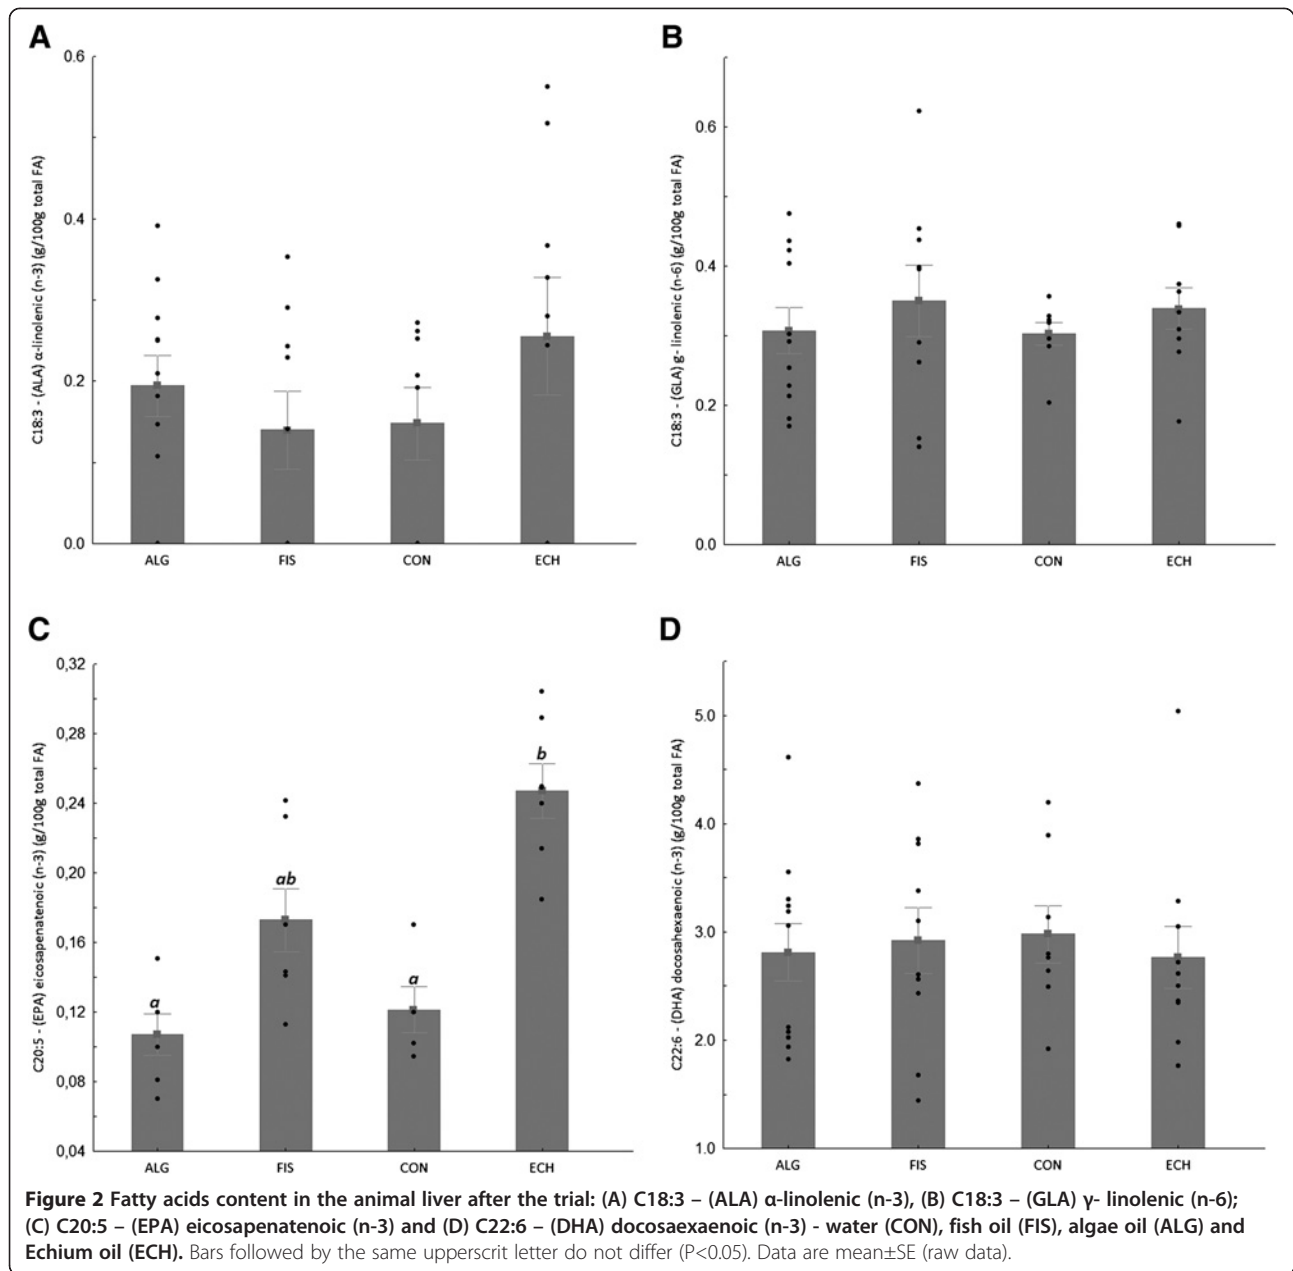 A
0.6
0.4
0.2
0.0
C18:3 - (ALA) α-linolenic (n-3) (g/100g total FA)
ALG FIS CON ECH
B
0.6
0.4
0.2
0.0
C18:3 - (GLA) g- linolenic (n-6) (g/100g total FA)
ALG FIS CON ECH
C
0,32
0,28
0,24
0,20
0,16
0,12
0,08
0,04
C20:5 - (EPA) eicosapenatenoic (n-3) (g/100g total FA)
a
ab
a
b
ALG FIS CON ECH
D
5.0
4.0
3.0
2.0
1.0
C22:6 - (DHA) docosahexaenoic (n-3) (g/100g total FA)
ALG FIS CON ECH
Figure 2 Fatty acids content in the animal liver after the trial: (A) C18:3 – (ALA) α-linolenic (n-3), (B) C18:3 – (GLA) γ- linolenic (n-6);
(C) C20:5 – (EPA) eicosapenatenoic (n-3) and (D) C22:6 – (DHA) docosaexaenoic (n-3) - water (CON), fish oil (FIS), algae oil (ALG) and
Echium oil (ECH). Bars followed by the same upperscrit letter do not differ (P<0.05). Data are mean±SE (raw data).